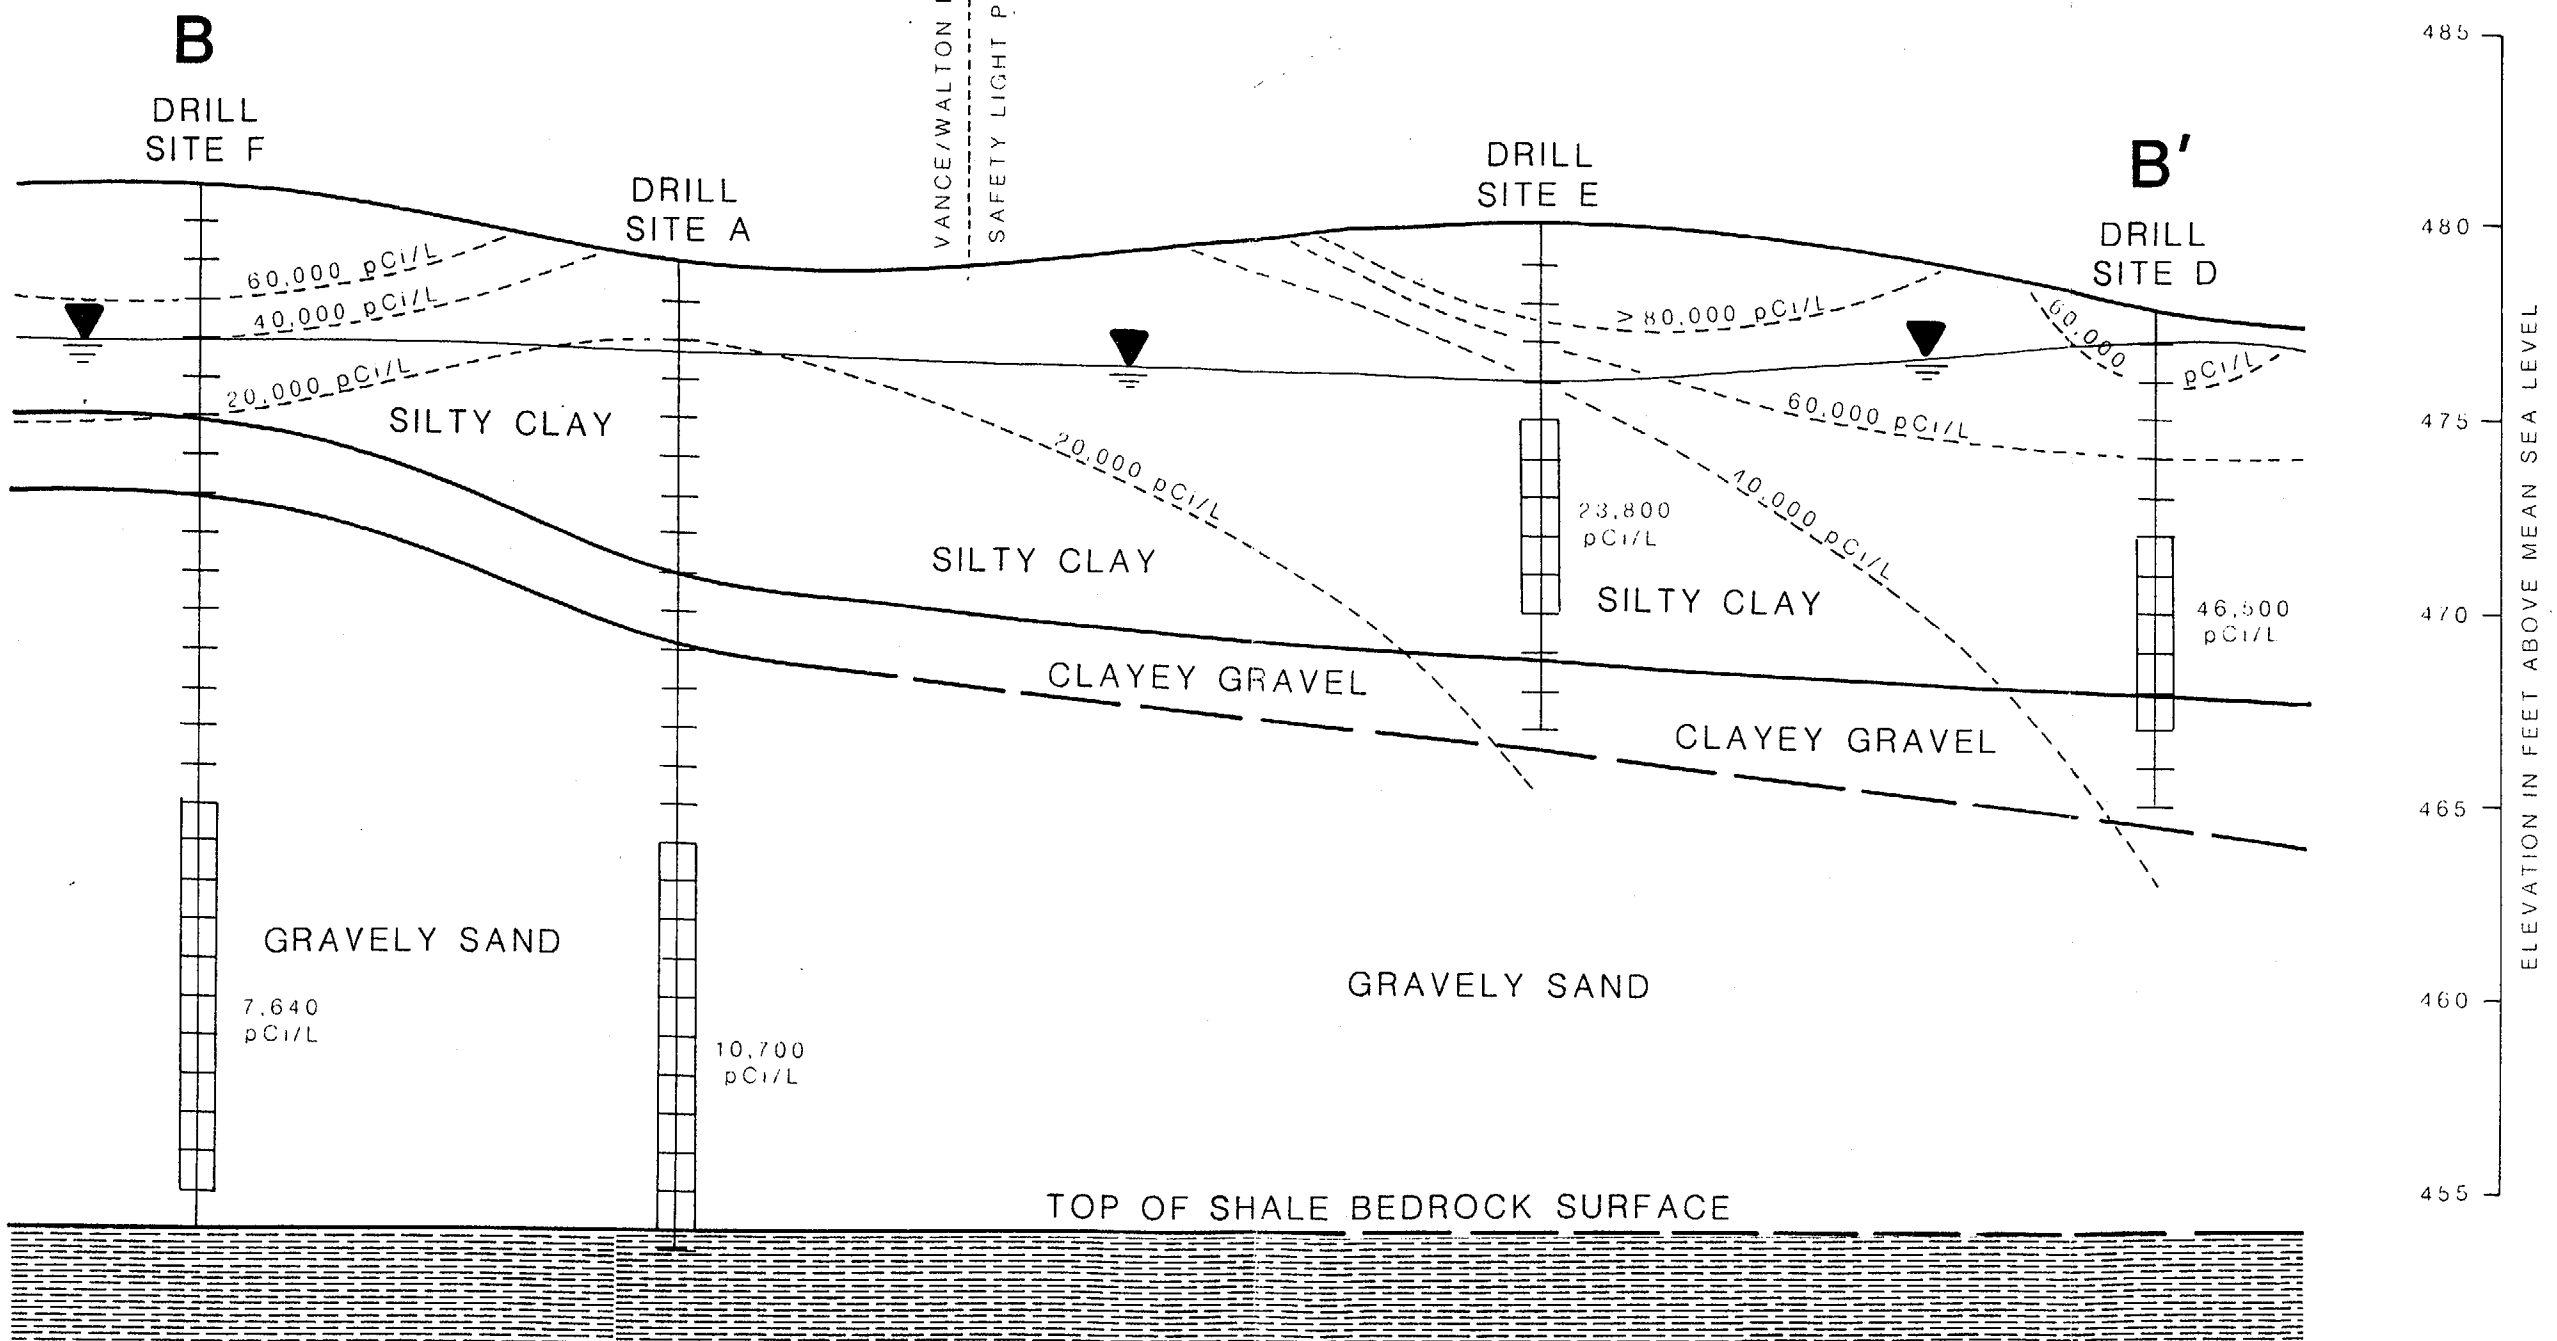 B
DRILL
SITE F
DRILL
SITE A
VANCE/WALTON
SAFETY LIGHT P
DRILL
SITE E
B'
DRILL
SITE D
60,000 pCi/L
40,000 pCi/L
20,000 pCi/L
≥80,000 pCi/L
60,000
pCi/L
60,000 pCi/L
20,000 pCi/L
40,000 pCi/L
SILTY CLAY
SILTY CLAY
SILTY CLAY
23,800
pCi/L
46,500
pCi/L
CLAYEY GRAVEL
CLAYEY GRAVEL
GRAVELY SAND
GRAVELY SAND
7,640
pCi/L
10,700
pCi/L
TOP OF SHALE BEDROCK SURFACE
485
480
475
470
465
460
455
ELEVATION IN FEET ABOVE MEAN SEA LEVEL